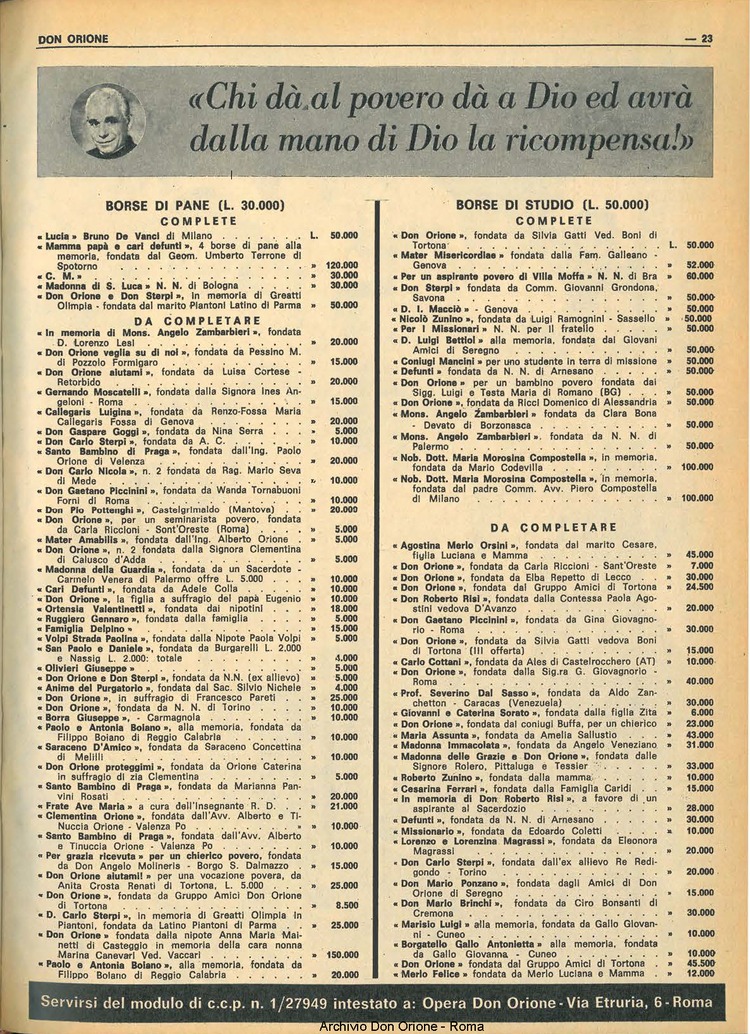 DON ORIONE — 23
«Chi dà al povero dà a Dio ed avrà
dalla mano di Dio la ricompensa!»
BORSE DI PANE (L. 30.000)
COMPLETE
« Lucia » Bruno De Vanci di Milano . . . . . . . L. 50.000
« Mamma papà e cari defunti », 4 borse di pane alla
memoria, fondata dal Geom. Umberto Terrone di
Spotorno . . . . . . . . . . . . . . » 120.000
« C. M. » . . . . . . . . . . . . . . » 30.000
« Madonna di S. Luca » N. N. di Bologna . . . . . » 30.000
« Don Orione e Don Sterpi », in memoria di Greatti
Olimpia - fondata dal marito Piantoni Latino di Parma » 50.000
DA COMPLETARE
« In memoria di Mons. Angelo Zambarbieri », fondata
D. Lorenzo Lesi . . . . . . . . . . . . » 20.000
« Don Orione veglia su di noi », fondata da Pessino M.
di Pozzolo Formigaro . . . . . . . . . . . » 15.000
« Don Orione aiutami », fondata da Luisa Cortese -
Retorbido . . . . . . . . . . . . . . » 20.000
« Gernando Moscatelli », fondata dalla Signora Ines An-
geloni - Roma . . . . . . . . . . . . . » 15.000
« Callegaris Luigina », fondata da Renzo-Fossa Maria
Callegaris Fossa di Genova . . . . . . . . . » 20.000
« Don Gaspare Goggi », fondata da Nina Serra . . . » 5.000
« Don Carlo Sterpi », fondata da A. C. . . . . . » 10.000
« Santo Bambino di Praga », fondata dall'Ing. Paolo
Orione di Velenza . . . . . . . . . . . . » 20.000
« Don Carlo Nicola », n. 2 fondata da Rag. Mario Seva
di Mede . . . . . . . . . . . . . . » 10.000
« Don Gaetano Piccinini », fondata da Wanda Tornabuoni
Forni di Roma . . . . . . . . . . . . . » 10.000
« Don Pio Pottenghi », Castelgrimaldo (Mantova) . . » 20.000
« Don Orione », per un seminarista povero, fondata
da Carla Riccioni - Sont'Oreste (Roma) . . . . » 5.000
« Mater Amabilis », fondata dall'Ing. Alberto Orione . » 5.000
« Don Orione », n. 2 fondata dalla Signora Clementina
di Calusco d'Adda . . . . . . . . . . . . » 5.000
« Madonna della Guardia », fondata da un Sacerdote -
Carmelo Venera di Palermo offre L. 5.000 . . . » 10.000
« Cari Defunti », fondata da Adele Colla . . . . . » 10.000
« Don Orione », la figlia a suffragio del papà Eugenio » 10.000
« Ortensia Valentinetti », fondata dai nipotini . . . » 18.000
« Ruggiero Gennaro », fondata dalla famiglia . . . . » 5.000
« Famiglia Delpino » . . . . . . . . . . . » 15.000
« Volpi Strada Paolina », fondata dalla Nipote Paola Volpi » 5.000
« San Paolo e Daniele », fondata da Burgarelli L. 2.000
e Nassig L. 2.000: totale . . . . . . . . . » 4.000
« Olivieri Giuseppe » . . . . . . . . . . . » 5.000
« Don Orione e Don Sterpi », fondata da N.N. (ex allievo) » 5.000
« Anime del Purgatorio », fondata dal Sac. Silvio Nichele » 4.000
« Don Orione », in suffragio di Francesco Pareti . . . » 25.000
« Don Orione », fondata da N. N. di Torino . . . . » 10.000
« Borra Giuseppe », - Carmagnola . . . . . . . » 10.000
« Paolo e Antonia Boiano », alla memoria, fondata da
Filippo Boiano di Reggio Calabria . . . . . . . » 10.000
« Saraceno D'Amico », fondata da Saraceno Concettina
di Melilli . . . . . . . . . . . . . . » 10.000
« Don Orione proteggimi », fondata da Orione Caterina
in suffragio di zia Clementina . . . . . . . . » 5.000
« Santo Bambino di Praga », fondata da Marianna Pan-
vini Rosati . . . . . . . . . . . . . . » 20.000
« Frate Ave Maria » a cura dell'Insegnante R. D. . . . » 21.000
« Clementina Orione », fondata dall'Avv. Alberto e Ti-
Nuccia Orione - Valenza Po . . . . . . . . . » 10.000
« Santo Bambino di Praga », fondata dall'Avv. Alberto
e Tinuccia Orione - Valenza Po . . . . . . . . » 10.000
« Per grazia ricevuta » per un chierico povero, fondata
da Don Angelo Molineris - Borgo S. Dalmazzo . . » 15.000
« Don Orione aiutami! » per una vocazione povera, da
Anita Crosta Renati di Tortona, L. 5.000 . . . . » 25.000
« Don Orione », fondata da Gruppo Amici Don Orione
di Tortona . . . . . . . . . . . . . . » 8.500
« D. Carlo Sterpi », in memoria di Greatti Olimpia in
Piantoni, fondata da Latino Piantoni di Parma . . . » 25.000
« Don Orione » fondata dalla nipote Anna Maria Mai-
netti di Casteggio in memoria della cara nonna
Marina Canevari Ved. Vaccari . . . . . . . . » 150.000
« Paolo e Antonia Boiano », alla memoria, fondata da
Filippo Boiano di Reggio Calabria . . . . . . . » 20.000
BORSE DI STUDIO (L. 50.000)
COMPLETE
« Don Orione », fondata da Silvia Gatti Ved. Boni di
Tortona . . . . . . . . . . . . . . L. 50.000
« Mater Misericordiae » fondata dalla Fam. Galleano -
Genova . . . . . . . . . . . . . . » 52.000
« Per un aspirante povero di Villa Moffa » N. N. di Bra » 60.000
« Don Sterpi » fondata da Comm. Giovanni Grondona,
Savona . . . . . . . . . . . . . . » 50.000
« D. I. Macciò » - Genova . . . . . . . . . » 50.000
« Nicolò Zunino », fondata da Luigi Ramognini - Sassello » 50.000
« Per i Missionari » N. N. per il fratello . . . . . » 50.000
« D. Luigi Bettiol » alla memoria, fondata dai Giovani
Amici di Seregno . . . . . . . . . . . . » 50.000
« Coniugi Mancini » per uno studente in terra di missione » 50.000
« Defunti » fondata da N. N. di Arnesano . . . . . » 50.000
« Don Orione » per un bambino povero fondata dai
Sigg. Luigi e Testa Maria di Romano (BG) . . . » 50.000
« Don Orione », fondata da Ricci Domenico di Alessandria » 50.000
« Mons. Angelo Zambarbieri » fondata da Clara Bona
- Devato di Borzonasca . . . . . . . . . . » 50.000
« Mons. Angelo Zambarbieri » . fondata da N. N. di
Palermo . . . . . . . . . . . . . . » 50.000
« Nob. Dott. Maria Morosina Compostella », in memoria,
fondata da Mario Codevilla . . . . . . . . . » 100.000
« Nob. Dott. Maria Morosina Compostella », in memoria,
fondata dal padre Comm. Avv. Piero Compostella
di Milano . . . . . . . . . . . . . . » 100.000
DA COMPLETARE
« Agostina Merlo Orsini », fondata dal marito Cesare,
figlia Luciana e Mamma . . . . . . . . . . » 45.000
« Don Orione », fondata da Carla Riccioni - Sant'Oreste » 7.000
« Don Orione », fondata da Elba Repetto di Lecco . . » 30.000
« Don Orione », fondata dal Gruppo Amici di Tortona » 24.500
« Don Roberto Risi » fondata dalla Contessa Paola Ago-
stini vedova D'Avanzo . . . . . . . . . . » 20.000
« Don Gaetano Piccinini », fondata da Gina Giovagno-
rio - Roma . . . . . . . . . . . . . . » 30.000
« Don Orione », fondata da Silvia Gatti vedova Boni
di Tortona (III offerta) . . . . . . . . . . » 15.000
« Carlo Cottani », fondata da Ales di Castelrocchero (AT) » 10.000
« Don Orione », fondata dalla Sig.ra G. Giovagnorio -
Roma . . . . . . . . . . . . . . . » 40.000
« Prof. Severino Dal Sasso », fondata da Aldo Zan-
chetton - Caracas (Venezuela) . . . . . . . . » 30.000
« Giovanni e Caterina Sorato », fondata dalla figlia Zita » 6.000
« Don Orione », fondata dai coniugi Buffa, per un chierico » 23.000
« Maria Assunta », fondata da Amelia Sallustio . . . » 43.000
« Madonna Immacolata », fondata da Angelo Veneziano » 31.000
« Madonna delle Grazie e Don Orione », fondata dalle
Signore Rolero, Pittaluga e Tessier . . . . . . . » 33.000
« Roberto Zunino », fondata dalla mamma . . . . . » 10.000
« Cesarina Ferrari », fondata dalla Famiglia Caridi . . » 15.000
« In memoria di Don Roberto Risi », a favore di un
aspirante al Sacerdozio . . . . . . . . . . » 28.000
« Defunti », fondata da N. N. di Arnesano . . . . . » 30.000
« Missionario », fondata da Edoardo Coletti . . . . » 10.000
« Lorenzo e Lorenzina Magrassi », fondata da Eleonora
Magrassi . . . . . . . . . . . . . . » 20.000
« Don Carlo Sterpi », fondata dall'ex allievo Re Redi-
gondo - Torino . . . . . . . . . . . . » 20.000
« Don Mario Ponzano », fondata dagli Amici di Don
Orione di Seregno . . . . . . . . . . . . » 15.000
« Don Mario Brinchi », fondata da Ciro Bonsanti di
Cremona . . . . . . . . . . . . . . » 30.000
« Marisio Luigi » alla memoria, fondata da Gallo Giovan-
ni - Cuneo . . . . . . . . . . . . . . » 10.000
« Borgatello Gallo Antonietta » alla memoria, fondata
da Gallo Giovanna - Cuneo . . . . . . . . . » 10.000
« Don Orione » fondata dal Gruppo Amici di Tortona . » 45.500
« Merlo Felice » fondata da Merlo Luciana e Mamma . » 12.000
Servirsi del modulo di c.c.p. n. 1/27949 intestato a: Opera Don Orione - Via Etruria, 6 - Roma
Archivio Don Orione - Roma